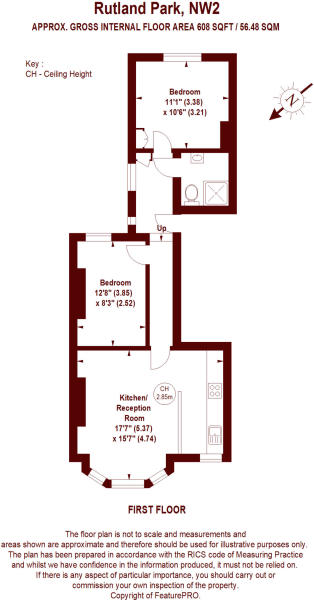 Rutland Park, NW2
APPROX. GROSS INTERNAL FLOOR AREA 608 SQFT / 56.48 SQM
Key :
CH - Ceiling Height
N
Bedroom
11'1" (3.38)
x 10'6" (3.21)
Up
Bedroom
12'8" (3.85)
x 8'3" (2.52)
CH
2.85m
Kitchen/
Reception
Room
17'7" (5.37)
x 15'7" (4.74)
FIRST FLOOR
The floor plan is not to scale and measurements and
areas shown are approximate and therefore should be used for illustrative purposes only.
The plan has been prepared in accordance with the RICS code of Measuring Practice
and whilst we have confidence in the information produced, it must not be relied on.
If there is any aspect of particular importance, you should carry out or
commission your own inspection of the property.
Copyright of FeaturePRO.